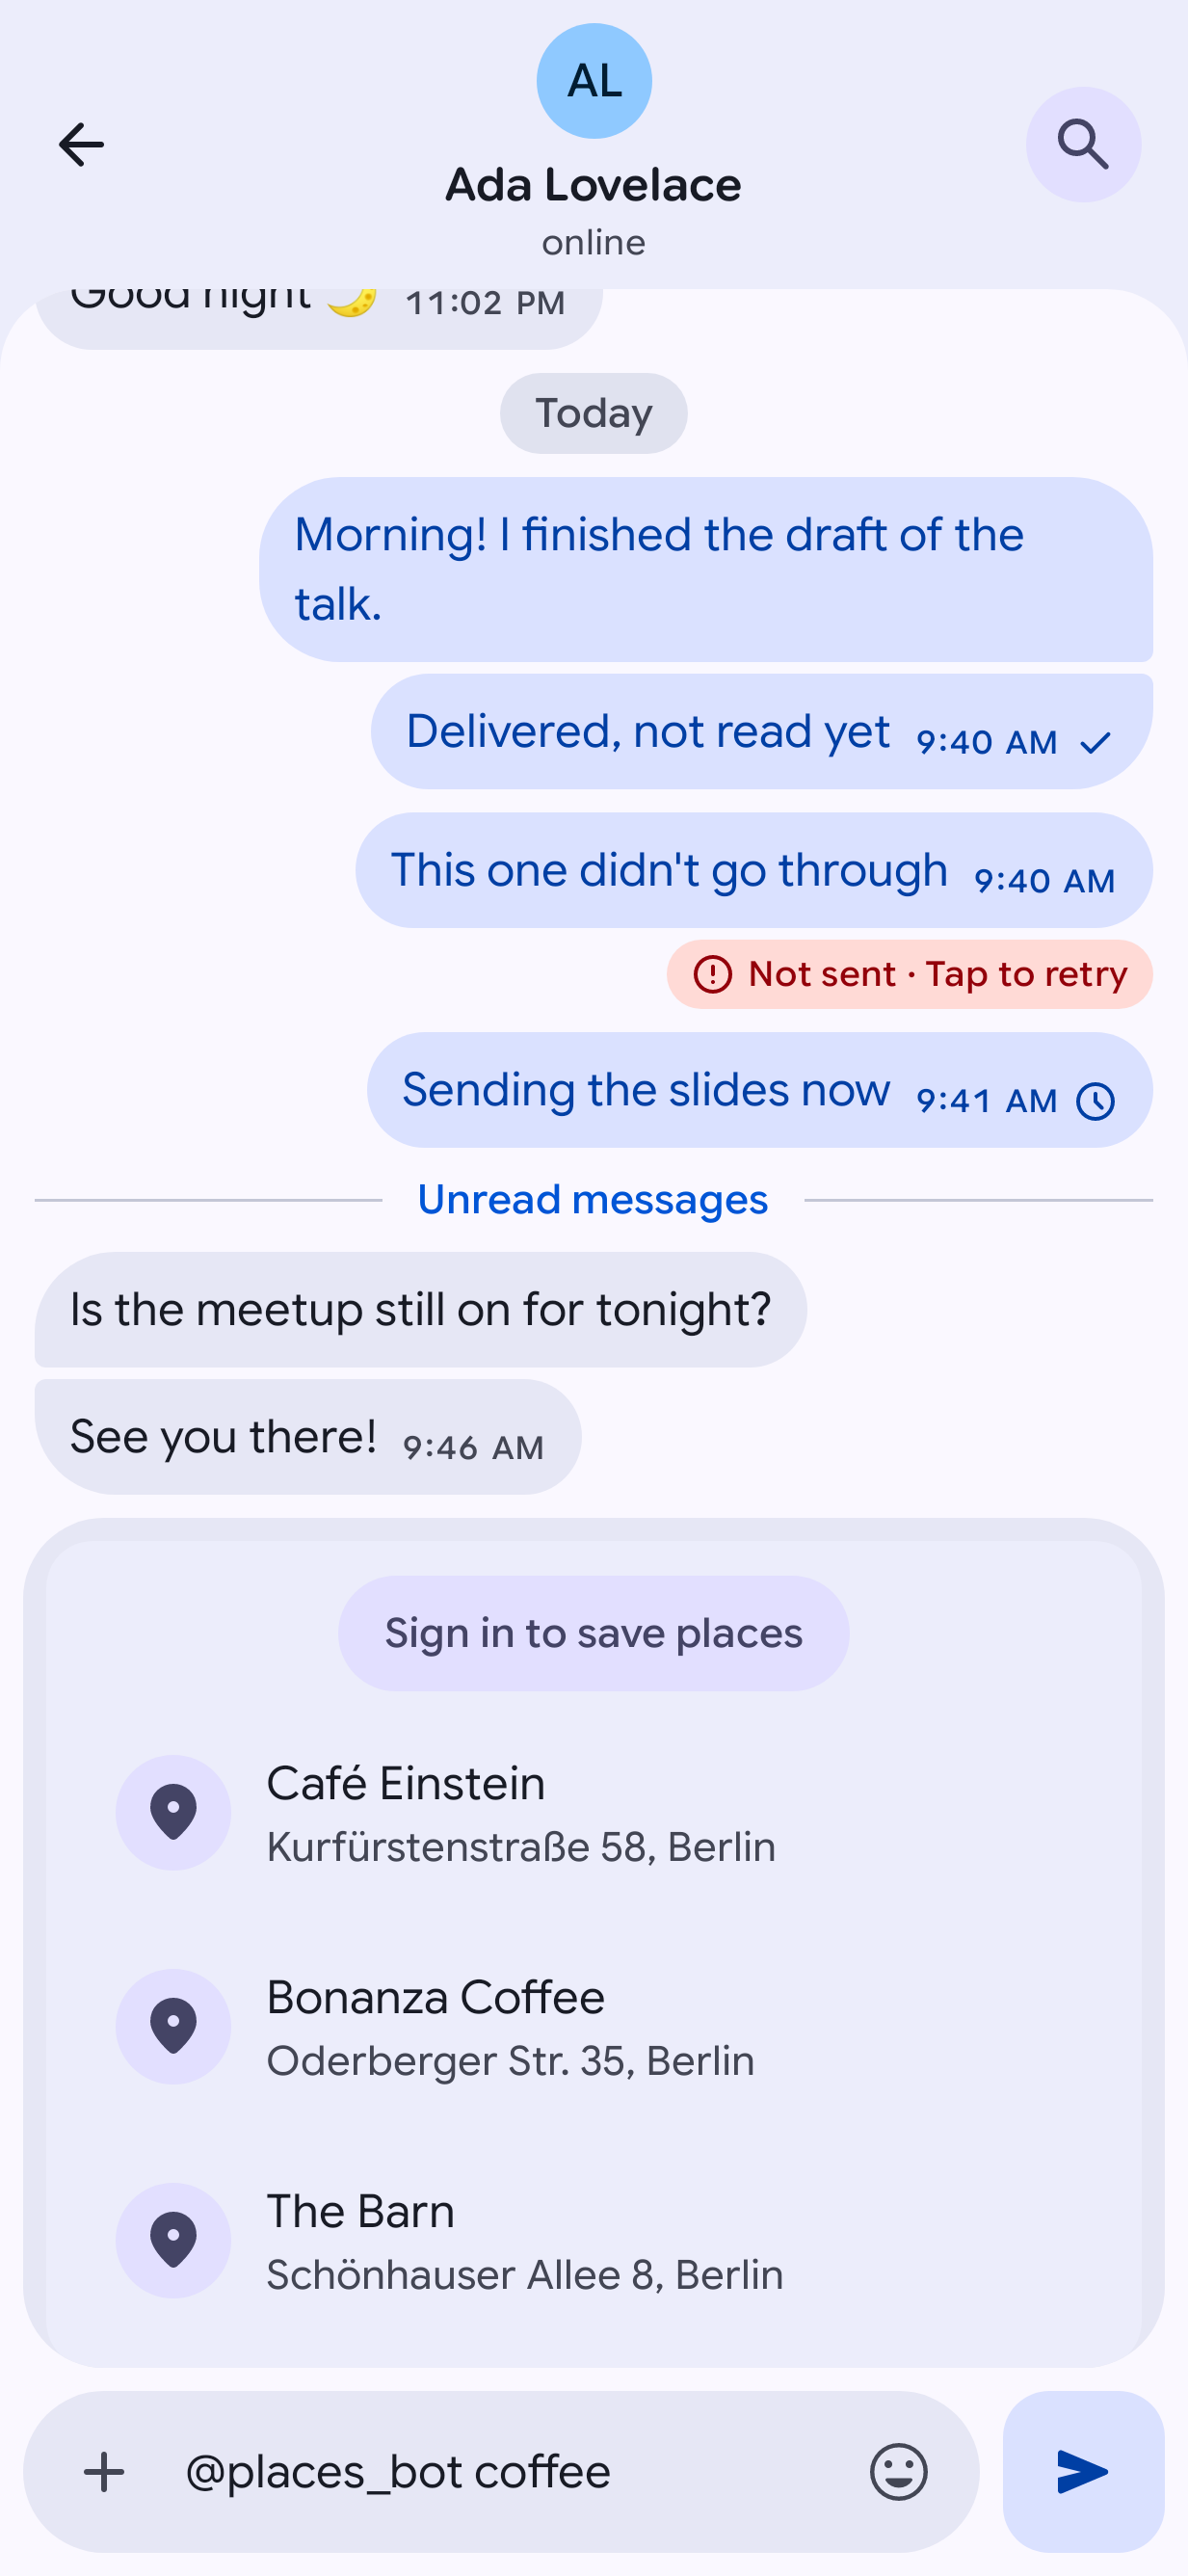 AL
Ada Lovelace
online
Good night 🌙 11:02 PM
Today
Morning! I finished the draft of the
talk.
Delivered, not read yet 9:40 AM
This one didn't go through 9:40 AM
Not sent · Tap to retry
Sending the slides now 9:41 AM
Unread messages
Is the meetup still on for tonight?
See you there! 9:46 AM
Sign in to save places
Café Einstein
Kurfürstenstraße 58, Berlin
Bonanza Coffee
Oderberger Str. 35, Berlin
The Barn
Schönhauser Allee 8, Berlin
@places_bot coffee